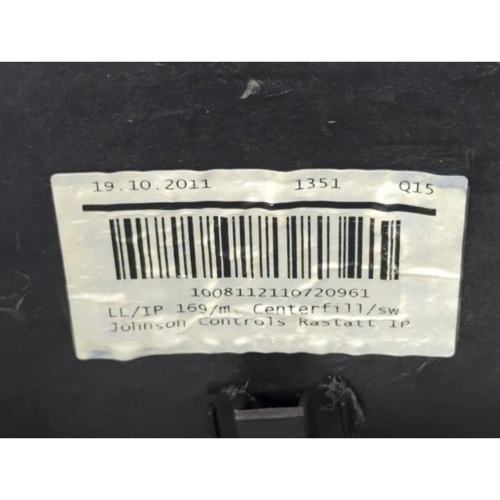 19.10.2011 1351 Q15
1008112110720961
LL/IP 169/m. Centerfill/sw
Johnson Controls Rastatt IP